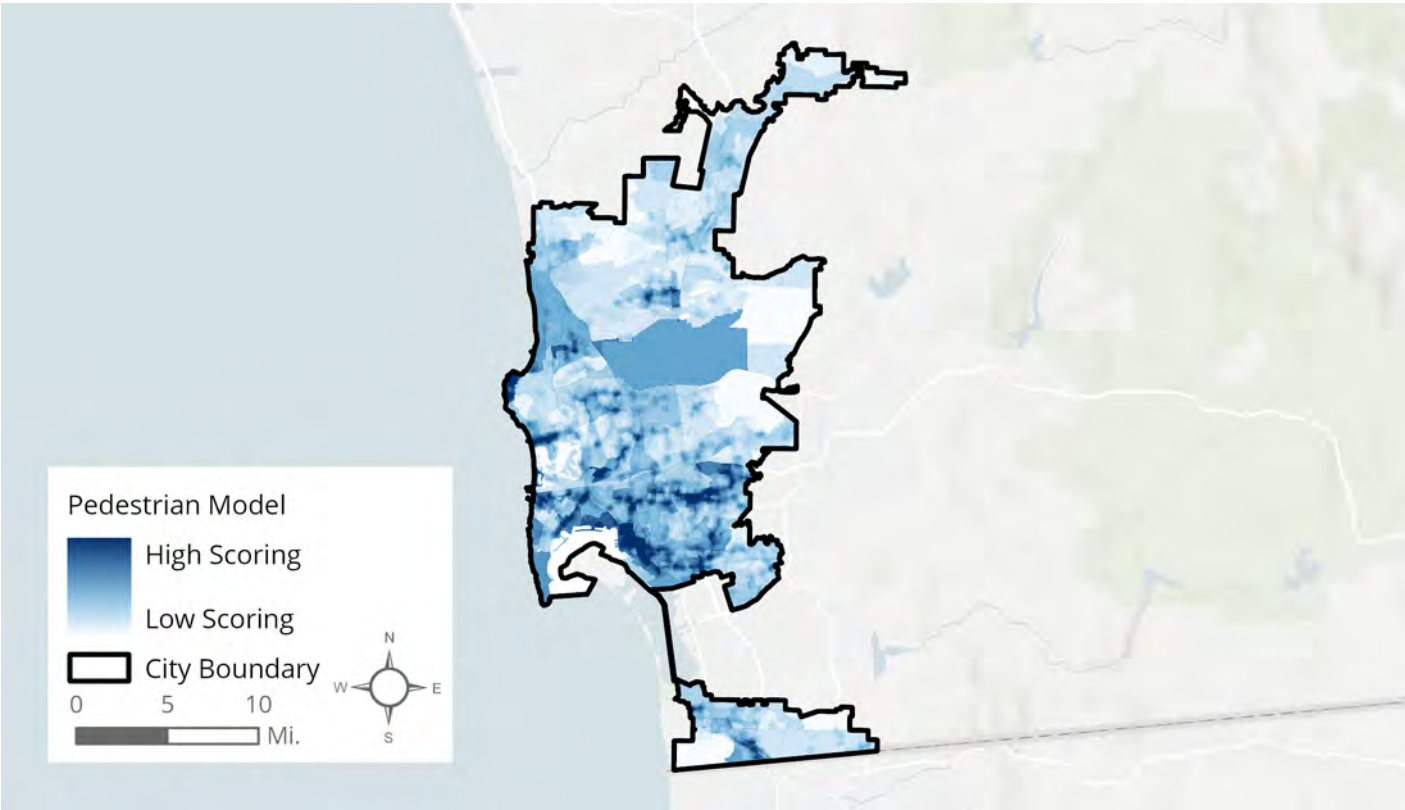 Pedestrian Model
High Scoring
Low Scoring
City Boundary
0 5 10
Mi.
N
W E
S